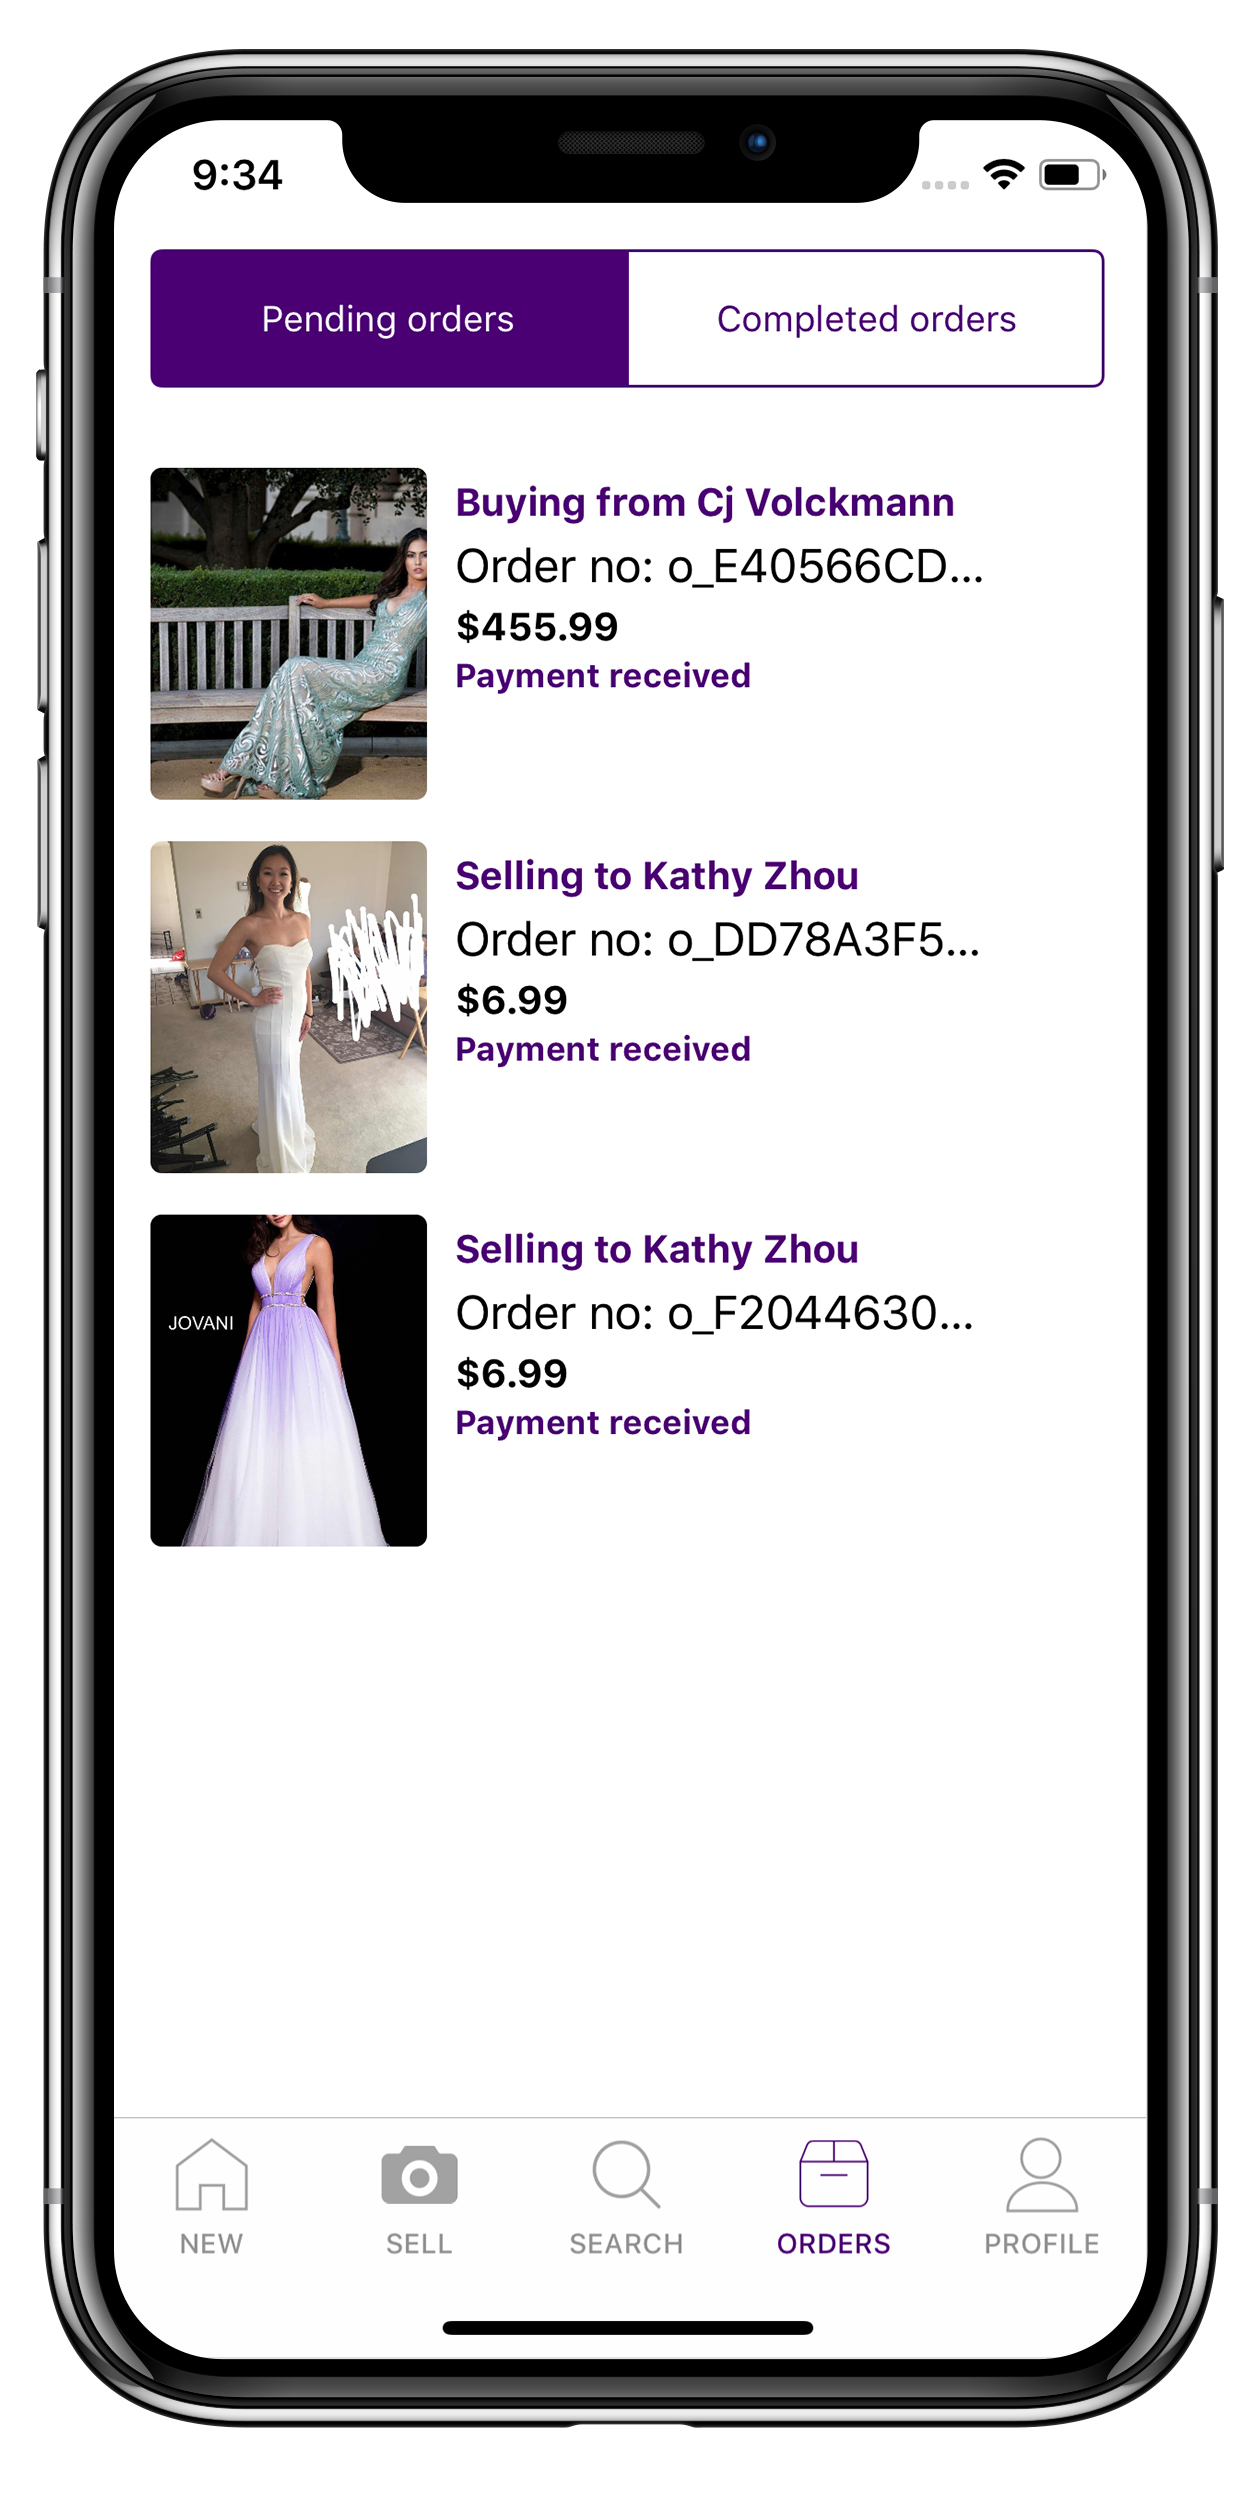 9:34
Pending orders
Completed orders
Buying from Cj Volckmann
Order no: o_E40566CD...
$455.99
Payment received
Selling to Kathy Zhou
Order no: o_DD78A3F5...
$6.99
Payment received
JOVANI
Selling to Kathy Zhou
Order no: o_F2044630...
$6.99
Payment received
NEW
SELL
SEARCH
ORDERS
PROFILE